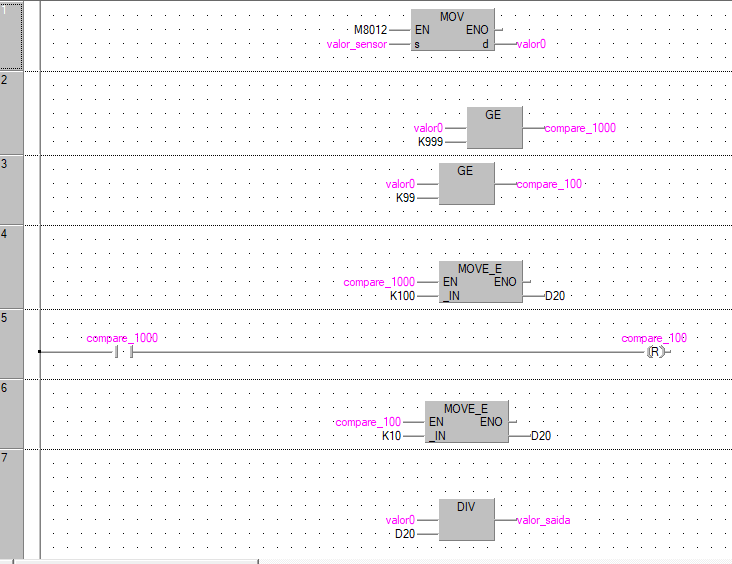 1
MOV
M8012 EN ENO
valor_sensor s d valor0
2
GE
valor0 compare_1000
K999
3
GE
valor0 compare_100
K99
4
MOVE_E
compare_1000 EN ENO
K100 _IN D20
5
compare_1000 compare_100
R
6
MOVE_E
compare_100 EN ENO
K10 _IN D20
7
DIV
valor0 valor_saida
D20